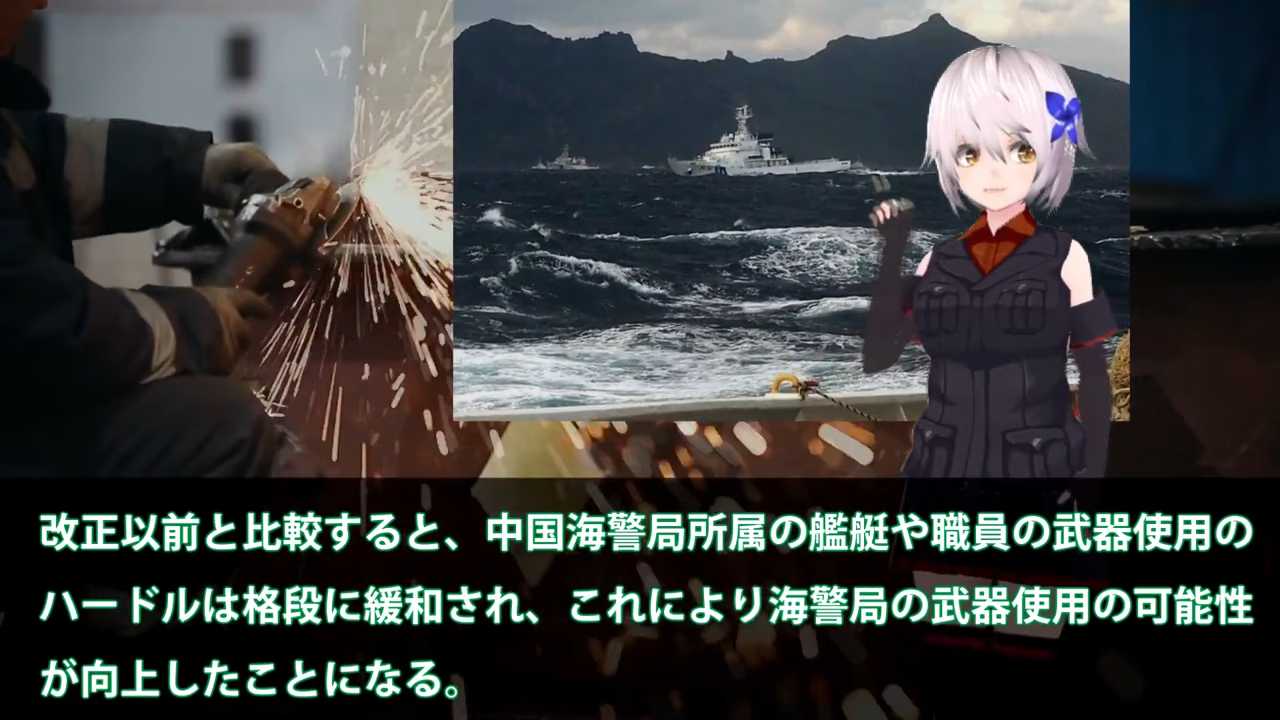 改正以前と比較すると、中国海警局所属の艦艇や職員の武器使用の
ハードルは格段に緩和され、これにより海警局の武器使用の可能性
が向上したことになる。